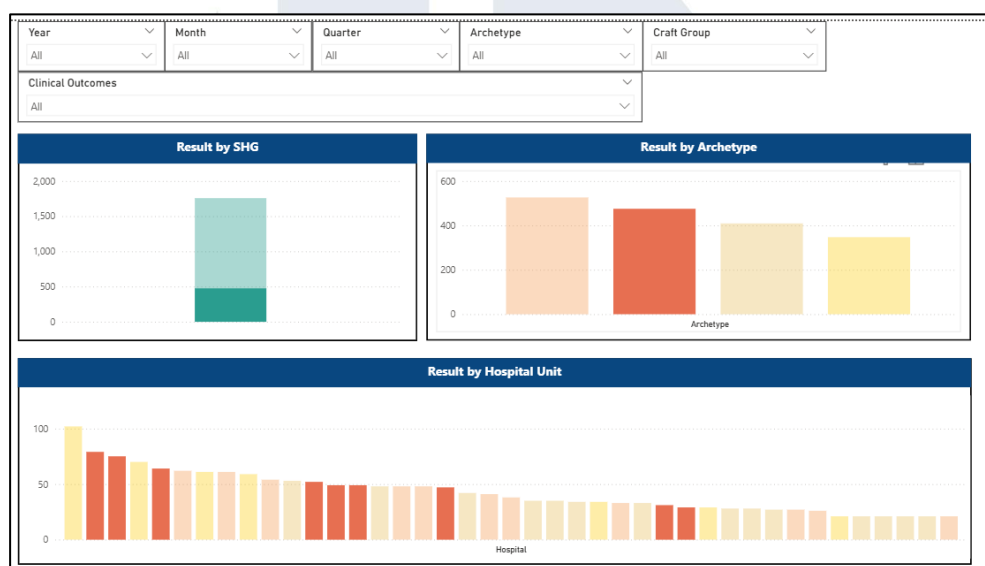 Year Month Quarter Archetype Craft Group
All All All All All
Clinical Outcomes
All
Result by SHG
2,000
1,500
1,000
500
0
Result by Archetype
600
400
200
0
Archetype
Result by Hospital Unit
100
50
0
Hospital